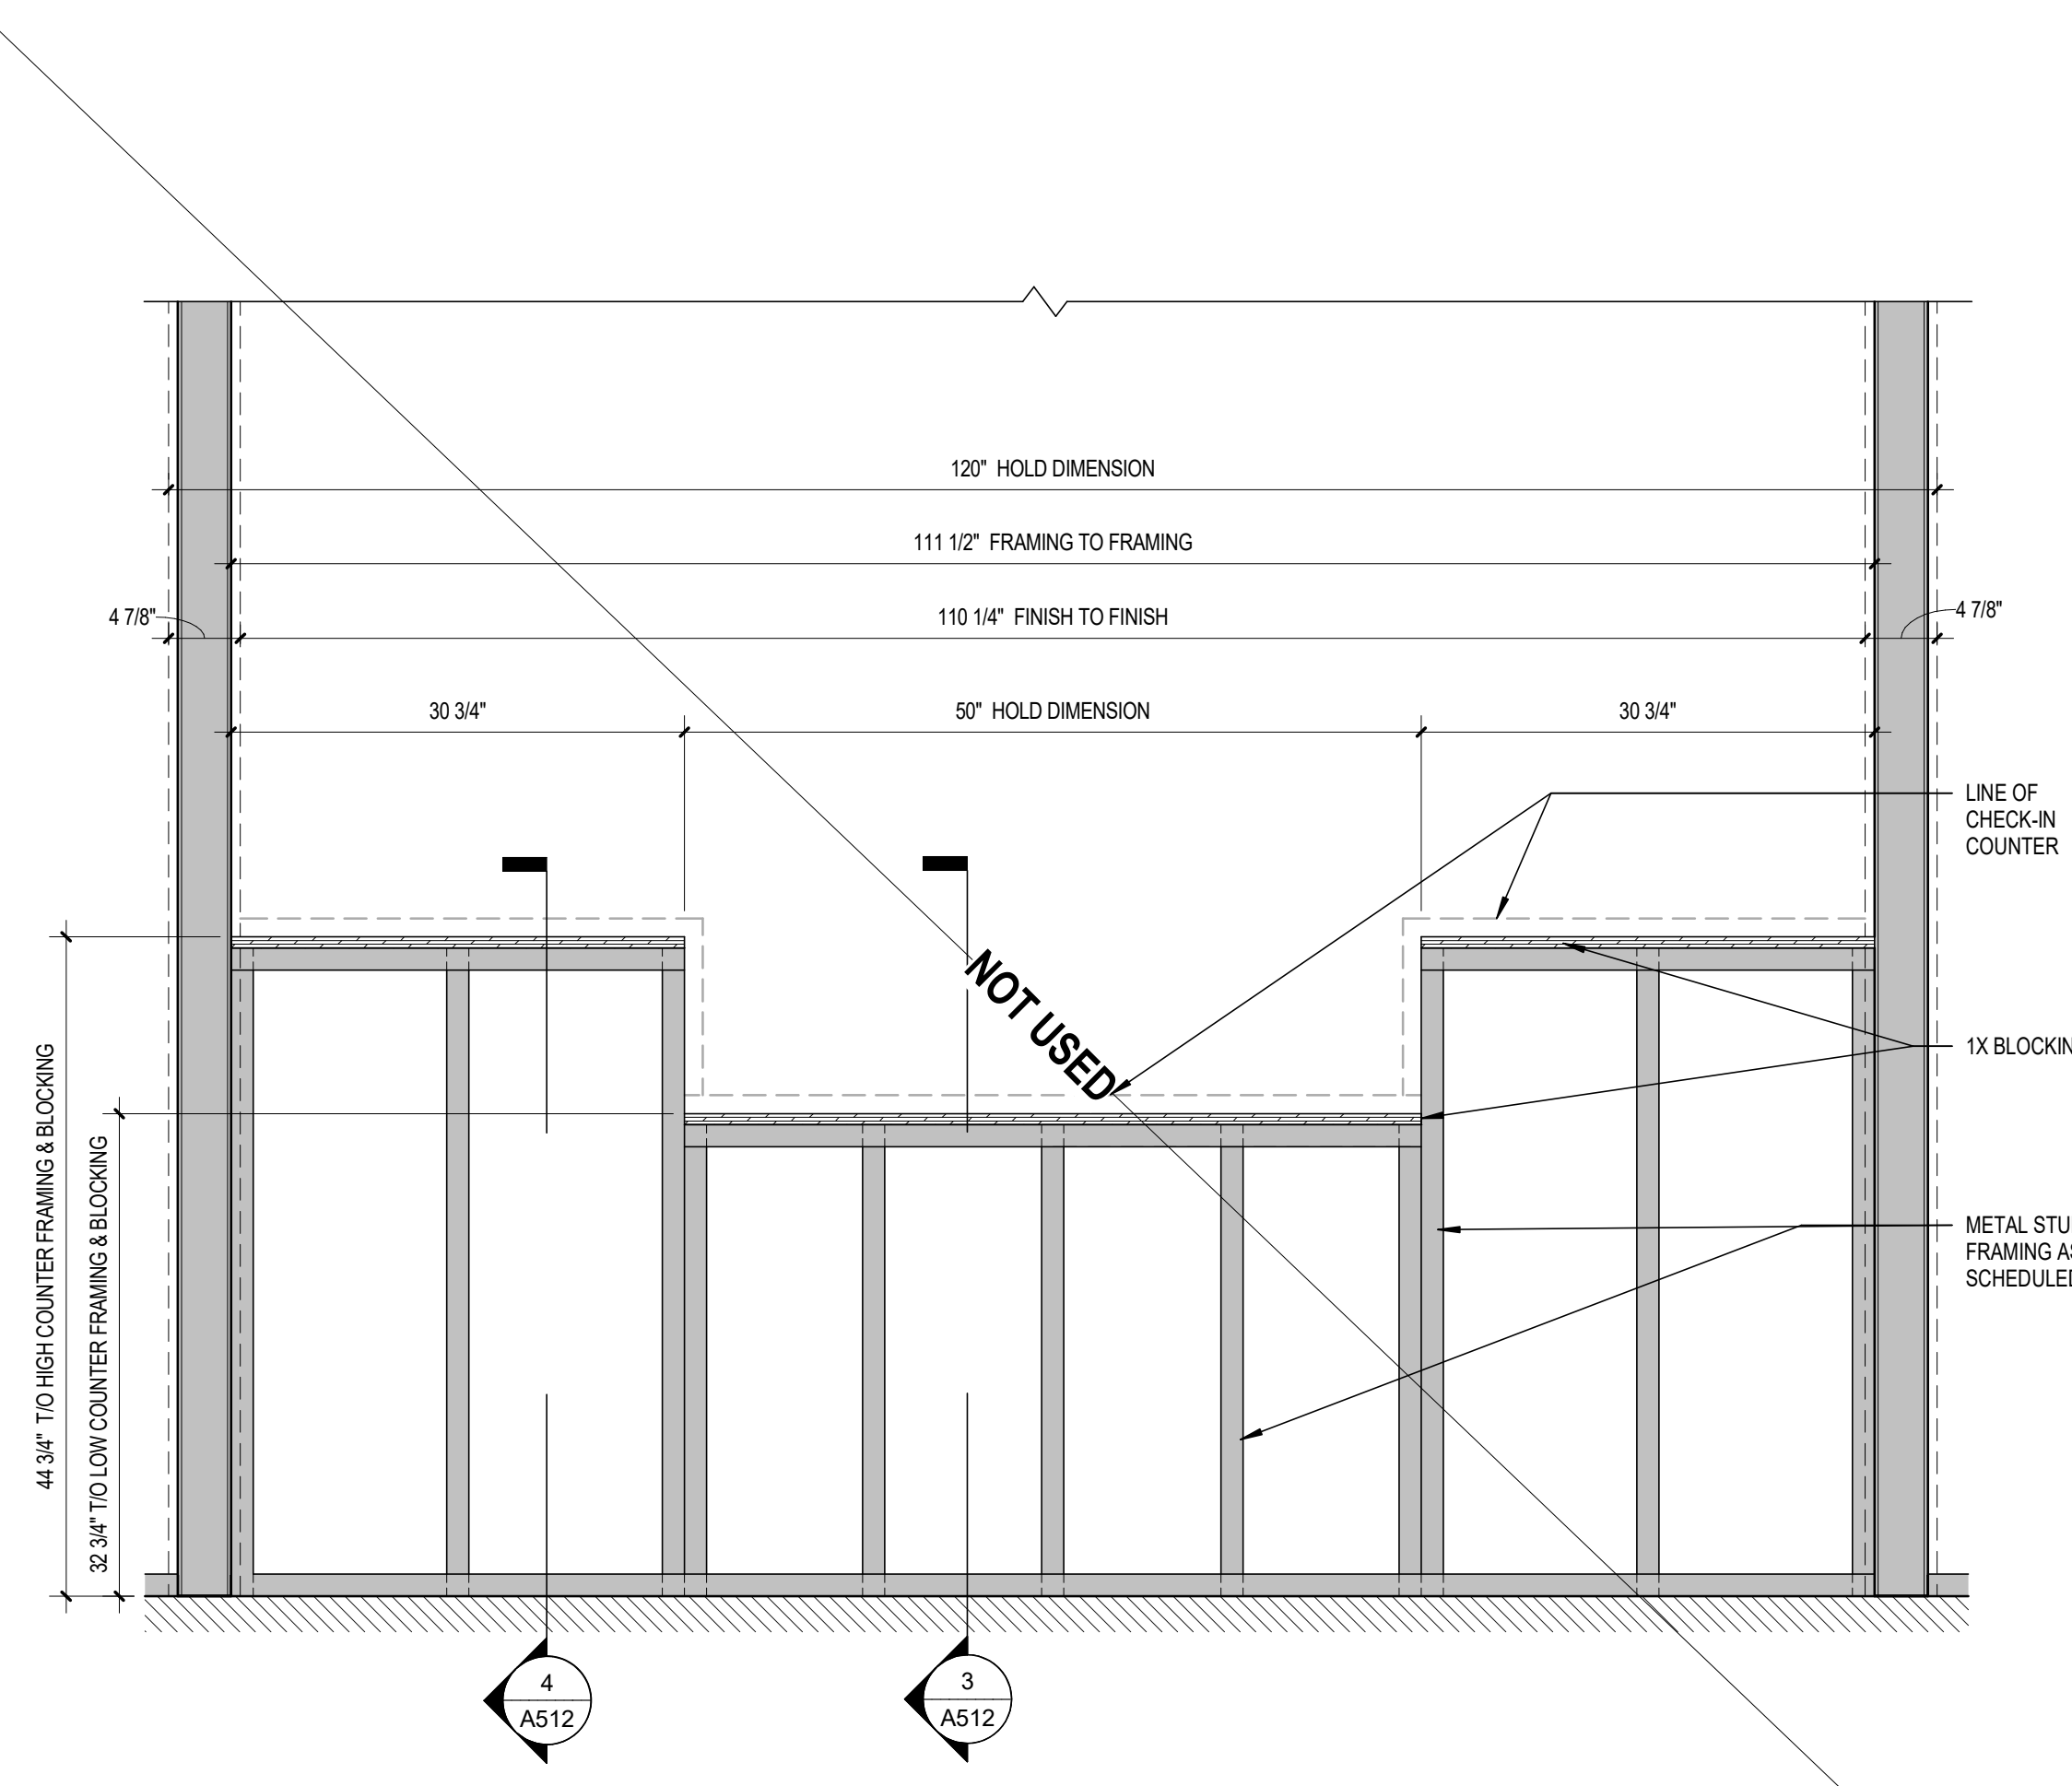 120" HOLD DIMENSION
111 1/2" FRAMING TO FRAMING
4 7/8"
110 1/4" FINISH TO FINISH
4 7/8"
30 3/4"
50" HOLD DIMENSION
30 3/4"
LINE OF
CHECK-IN
COUNTER
NOT USED
1X BLOCKIN
44 3/4" T/O HIGH COUNTER FRAMING & BLOCKING
32 3/4" T/O LOW COUNTER FRAMING & BLOCKING
METAL STU
FRAMING AS
SCHEDULED
4
A512
3
A512